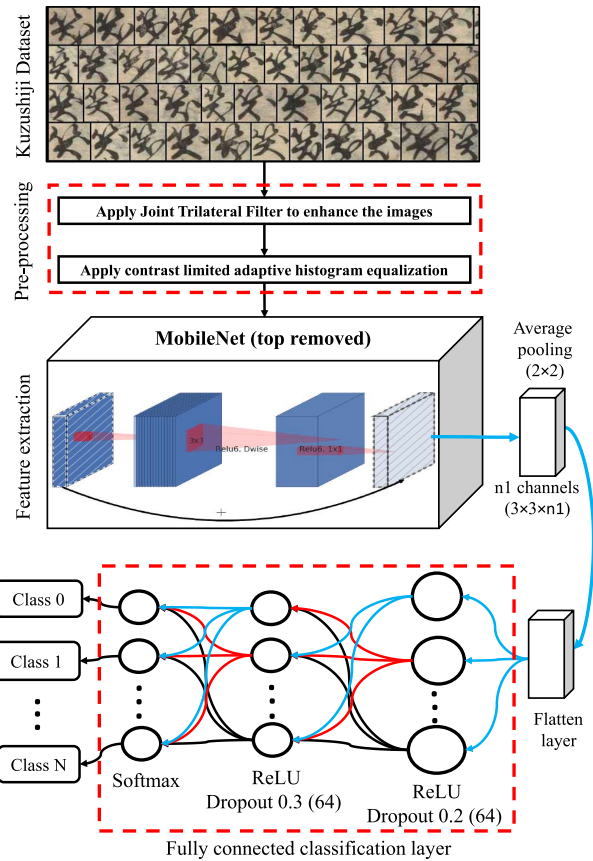 Kuzushiji Dataset
Pre-processing
Apply Joint Trilateral Filter to enhance the images
Apply contrast limited adaptive histogram equalization
Feature extraction
MobileNet (top removed)
3x3
Relu6, Dwise
Relu6, 1x1
+
Average
pooling
(2×2)
n1 channels
(3×3×n1)
Flatten
layer
Class 0
Class 1
Class N
Softmax
ReLU
Dropout 0.3 (64)
ReLU
Dropout 0.2 (64)
Fully connected classification layer